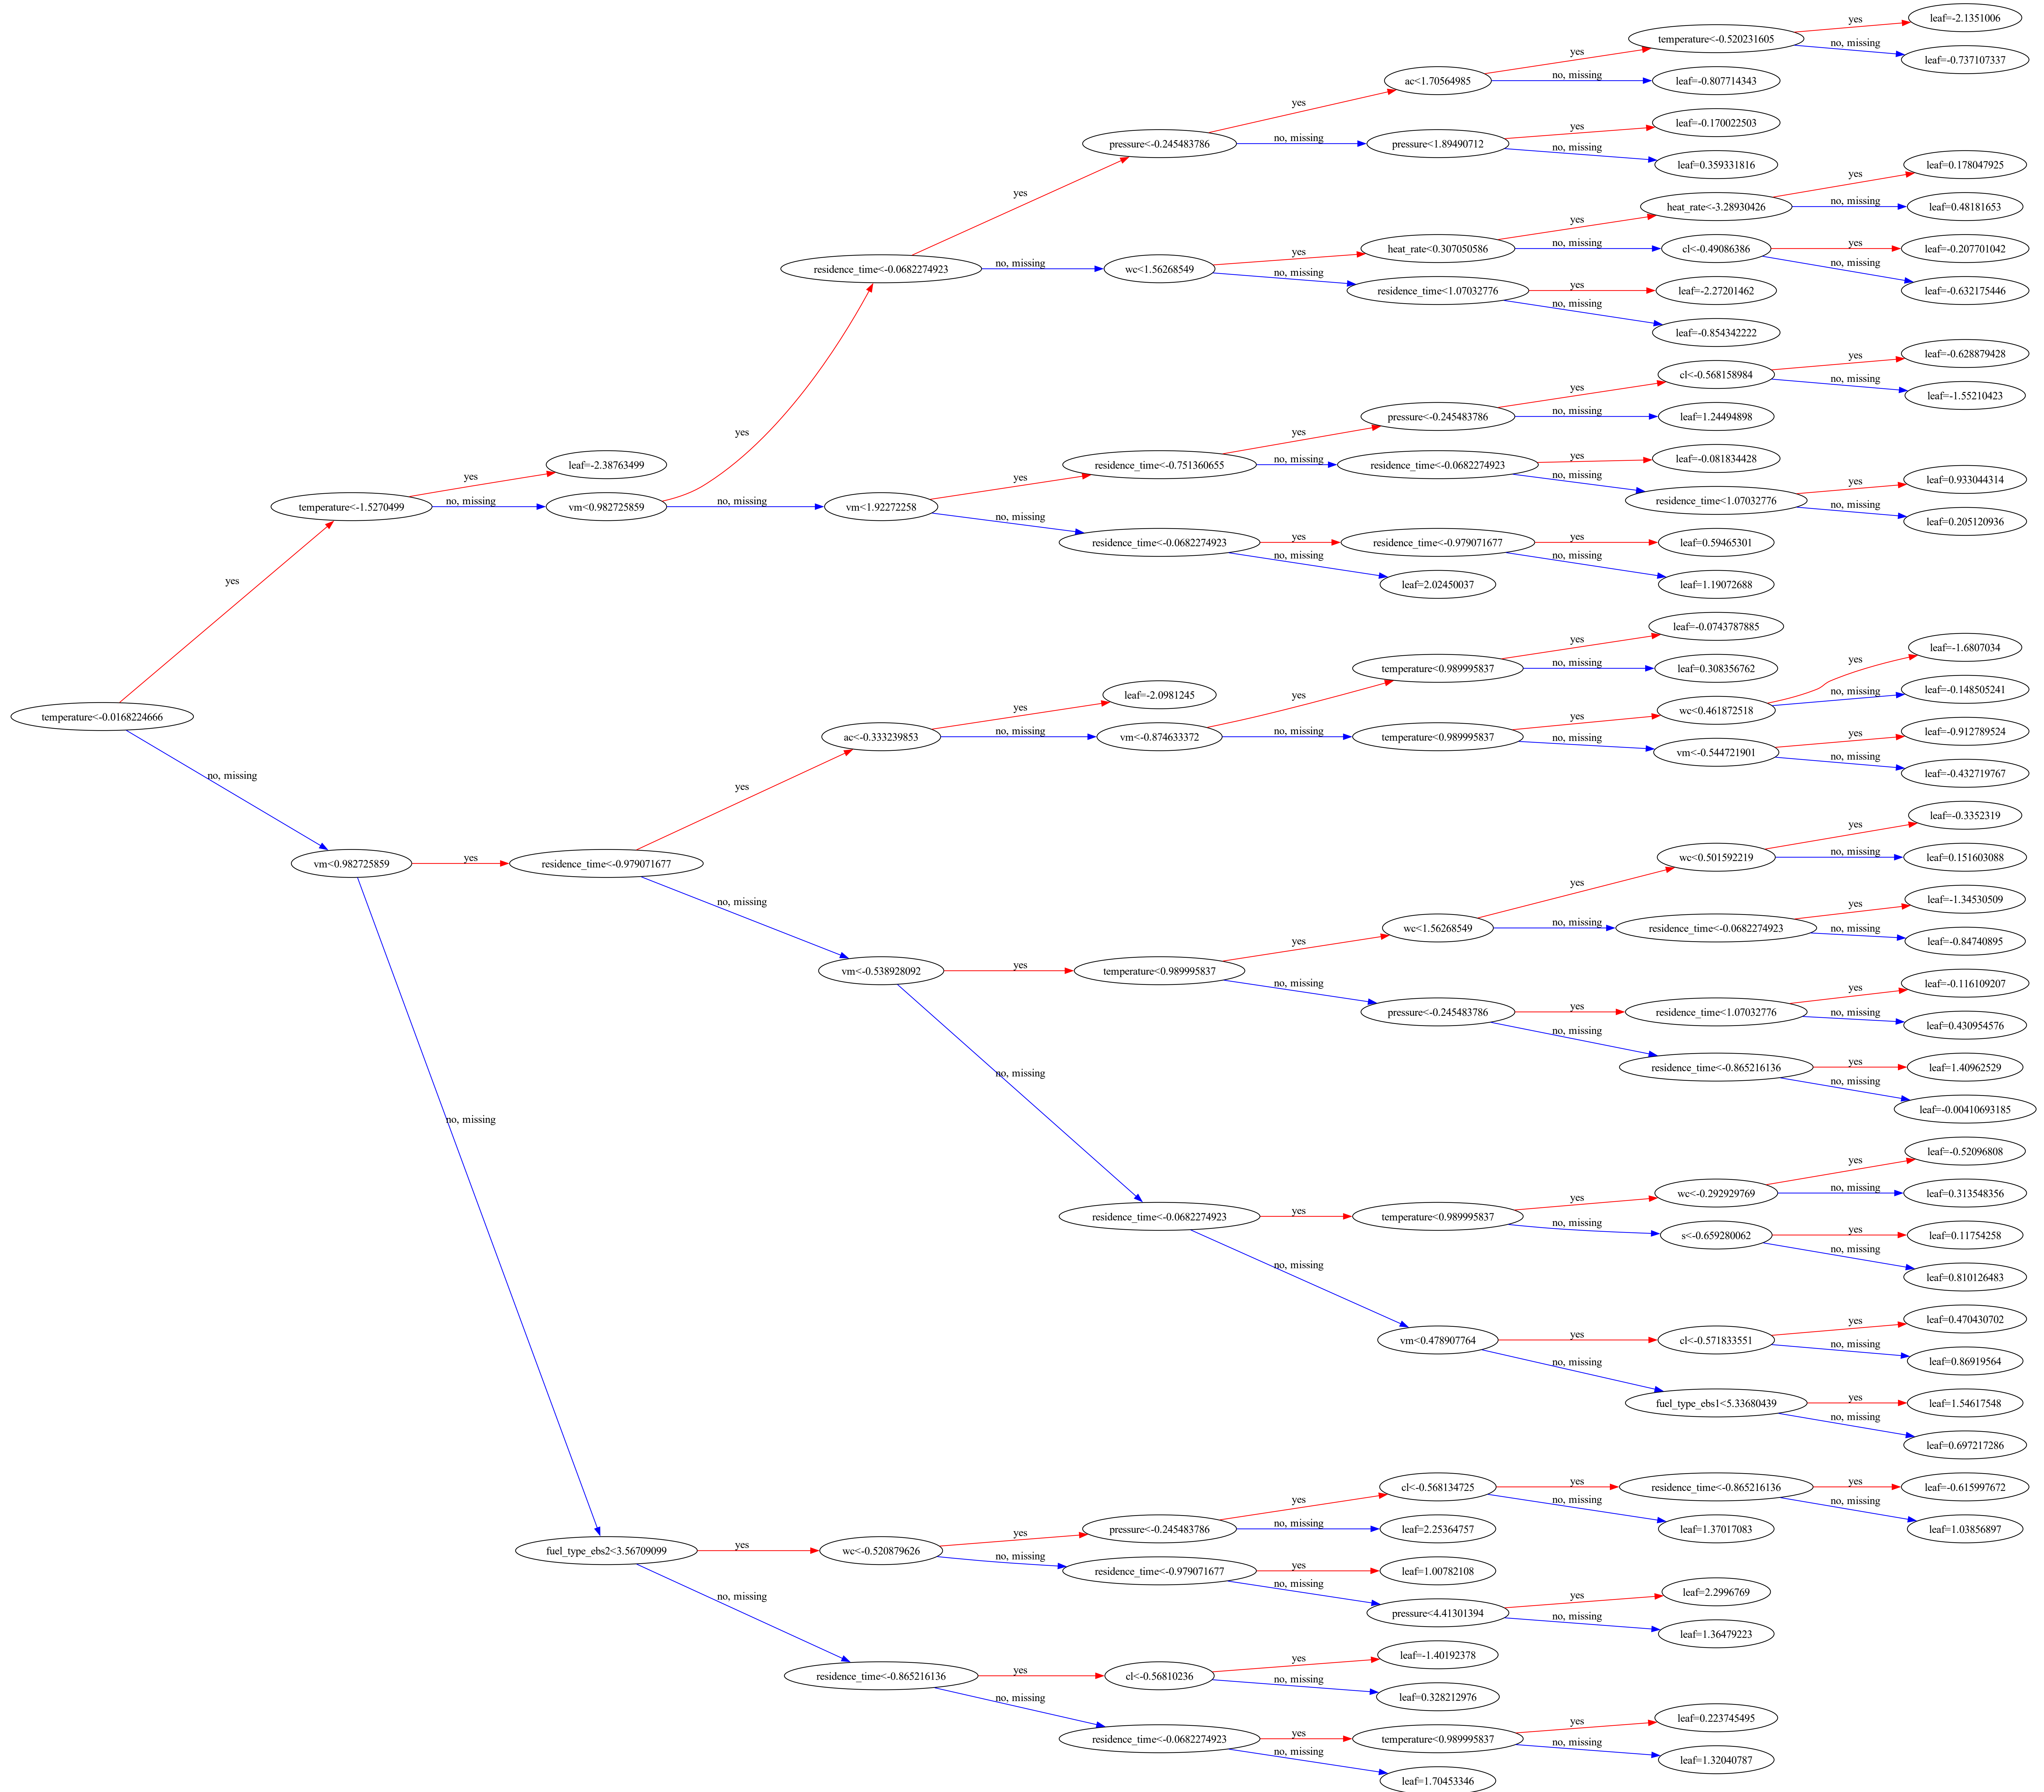 leaf=-2.1351006
yes
temperature<-0.520231605
no, missing
leaf=-0.737107337
yes
ac<1.70564985
no, missing
leaf=-0.807714343
yes
leaf=-0.170022503
yes
pressure<-0.245483786
no, missing
pressure<1.89490712
no, missing
leaf=0.359331816
leaf=0.178047925
yes
yes
heat_rate<-3.28930426
no, missing
leaf=0.48181653
yes
heat_rate<0.307050586
no, missing
cl<-0.49086386
yes
leaf=-0.207701042
yes
residence_time<-0.0682274923
no, missing
wc<1.56268549
no, missing
no, missing
leaf=-0.632175446
residence_time<1.07032776
yes
leaf=-2.27201462
no, missing
leaf=-0.854342222
yes
leaf=-0.628879428
yes
cl<-0.568158984
no, missing
leaf=-1.55210423
yes
pressure<-0.245483786
no, missing
leaf=1.24494898
yes
yes
leaf=-0.081834428
yes
leaf=-2.38763499
yes
residence_time<-0.751360655
no, missing
residence_time<-0.0682274923
no, missing
yes
leaf=0.933044314
temperature<-1.5270499
no, missing
vm<0.982725859
no, missing
vm<1.92272258
no, missing
residence_time<1.07032776
no, missing
leaf=0.205120936
residence_time<-0.0682274923
yes
residence_time<-0.979071677
yes
leaf=0.59465301
no, missing
leaf=2.02450037
no, missing
leaf=1.19072688
yes
yes
leaf=-0.0743787885
yes
temperature<0.989995837
no, missing
leaf=0.308356762
yes
leaf=-1.6807034
yes
leaf=-2.0981245
yes
wc<0.461872518
no, missing
leaf=-0.148505241
temperature<-0.0168224666
ac<-0.333239853
no, missing
vm<-0.874633372
no, missing
temperature<0.989995837
yes
no, missing
vm<-0.544721901
yes
leaf=-0.912789524
no, missing
leaf=-0.432719767
no, missing
yes
yes
leaf=-0.3352319
yes
wc<0.501592219
no, missing
leaf=0.151603088
vm<0.982725859
yes
residence_time<-0.979071677
no, missing
yes
leaf=-1.34530509
yes
wc<1.56268549
no, missing
residence_time<-0.0682274923
no, missing
leaf=-0.84740895
vm<-0.538928092
yes
temperature<0.989995837
no, missing
yes
leaf=-0.116109207
pressure<-0.245483786
yes
residence_time<1.07032776
no, missing
leaf=0.430954576
no, missing
residence_time<-0.865216136
yes
leaf=1.40962529
no, missing
leaf=-0.00410693185
no, missing
no, missing
yes
leaf=-0.52096808
yes
wc<-0.292929769
no, missing
leaf=0.313548356
residence_time<-0.0682274923
yes
temperature<0.989995837
no, missing
s<-0.659280062
yes
leaf=0.11754258
no, missing
no, missing
leaf=0.810126483
yes
leaf=0.470430702
vm<0.478907764
yes
cl<-0.571833551
no, missing
leaf=0.86919564
no, missing
fuel_type_ebs1<5.33680439
yes
leaf=1.54617548
no, missing
leaf=0.697217286
yes
cl<-0.568134725
yes
residence_time<-0.865216136
yes
leaf=-0.615997672
yes
pressure<-0.245483786
no, missing
leaf=2.25364757
no, missing
leaf=1.37017083
no, missing
leaf=1.03856897
fuel_type_ebs2<3.56709099
yes
wc<-0.520879626
no, missing
residence_time<-0.979071677
yes
leaf=1.00782108
no, missing
yes
leaf=2.2996769
no, missing
pressure<4.41301394
no, missing
leaf=1.36479223
yes
leaf=-1.40192378
residence_time<-0.865216136
yes
cl<-0.56810236
no, missing
leaf=0.328212976
no, missing
yes
leaf=0.223745495
residence_time<-0.0682274923
yes
temperature<0.989995837
no, missing
leaf=1.32040787
no, missing
leaf=1.70453346